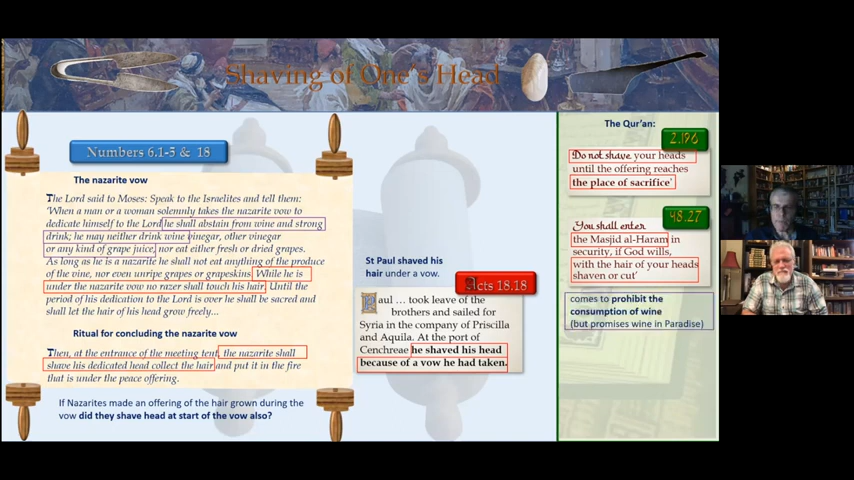 Shaving of One's Head
Numbers 6.1-5 & 18
The nazarite vow
The Lord said to Moses: Speak to the Israelites and tell them:
'When a man or a woman solemnly takes the nazarite vow to
dedicate himself to the Lord he shall abstain from wine and strong
drink; he may neither drink wine vinegar, other vinegar
or any kind of grape juice, nor eat either fresh or dried grapes.
As long as he is a nazarite he shall not eat anything of the produce
of the vine, nor even unripe grapes or grapeskins. While he is
under the nazarite vow no razer shall touch his hair. Until the
period of his dedication to the Lord is over he shall be sacred and
shall let the hair of his head grow freely...
Ritual for concluding the nazarite vow
Then, at the entrance of the meeting tent, the nazarite shall
shave his dedicated head collect the hair and put it in the fire
that is under the peace offering.
If Nazarites made an offering of the hair grown during the
vow did they shave head at start of the vow also?
St Paul shaved his
hair under a vow.
Acts 18.18
Paul ... took leave of the
brothers and sailed for
Syria in the company of Priscilla
and Aquila. At the port of
Cenchreae he shaved his head
because of a vow he had taken.
The Qur'an:
2.196
Do not shave your heads
until the offering reaches
the place of sacrifice'
48.27
You shall enter
the Masjid al-Haram in
security, if God wills,
with the hair of your heads
shaven or cut'
comes to prohibit the
consumption of wine
(but promises wine in Paradise)